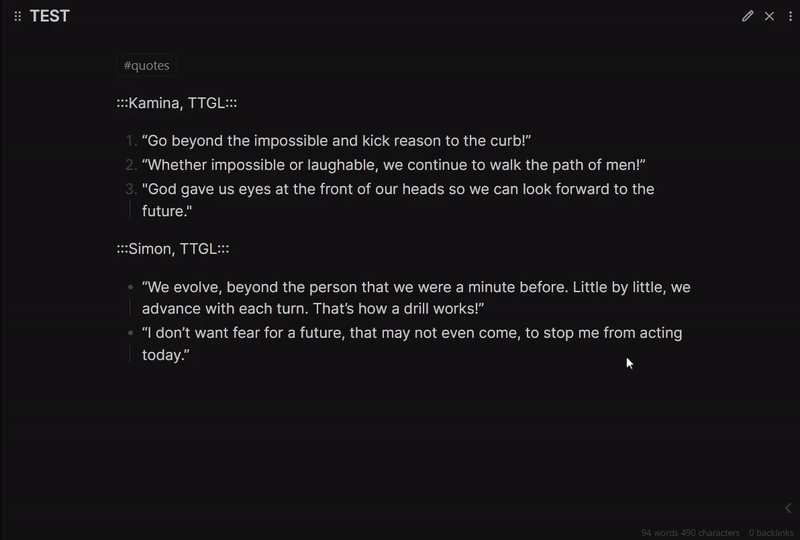 TEST
#quotes
:::Kamina, TTGL:::
1. “Go beyond the impossible and kick reason to the curb!”
2. “Whether impossible or laughable, we continue to walk the path of men!”
3. "God gave us eyes at the front of our heads so we can look forward to the
future."
:::Simon, TTGL:::
• “We evolve, beyond the person that we were a minute before. Little by little, we
advance with each turn. That’s how a drill works!”
• “I don’t want fear for a future, that may not even come, to stop me from acting
today.”
94 words 490 characters 0 backlinks